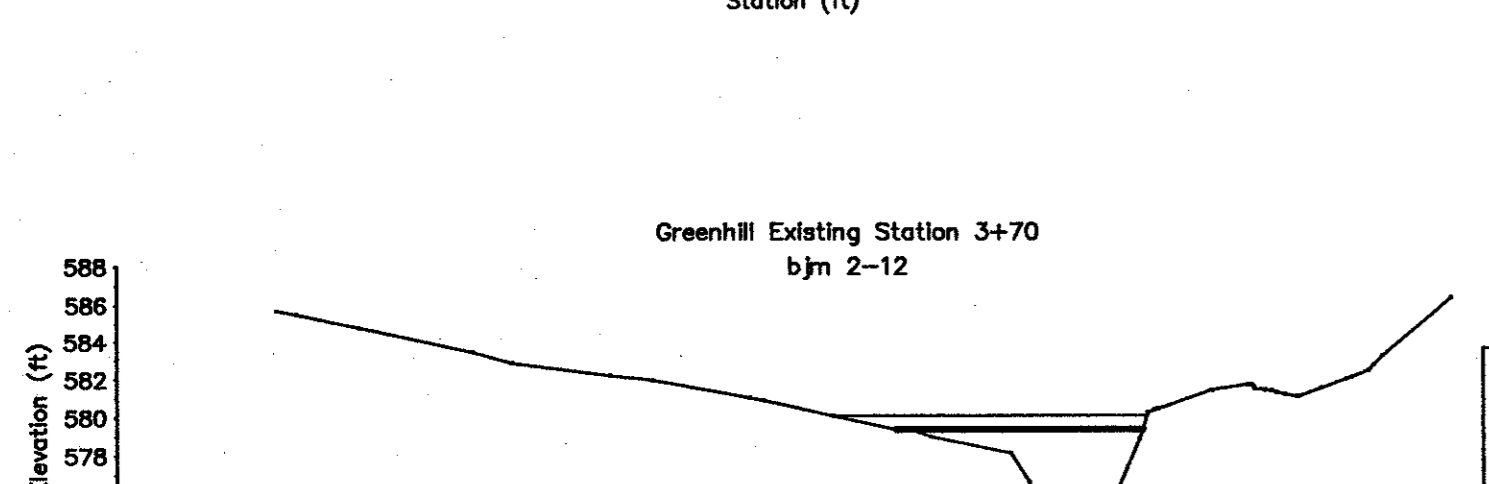 Station (ft)
Greenhill Existing Station 3+70
bjm 2-12
588
586
584
582
580
578
Elevation (ft)